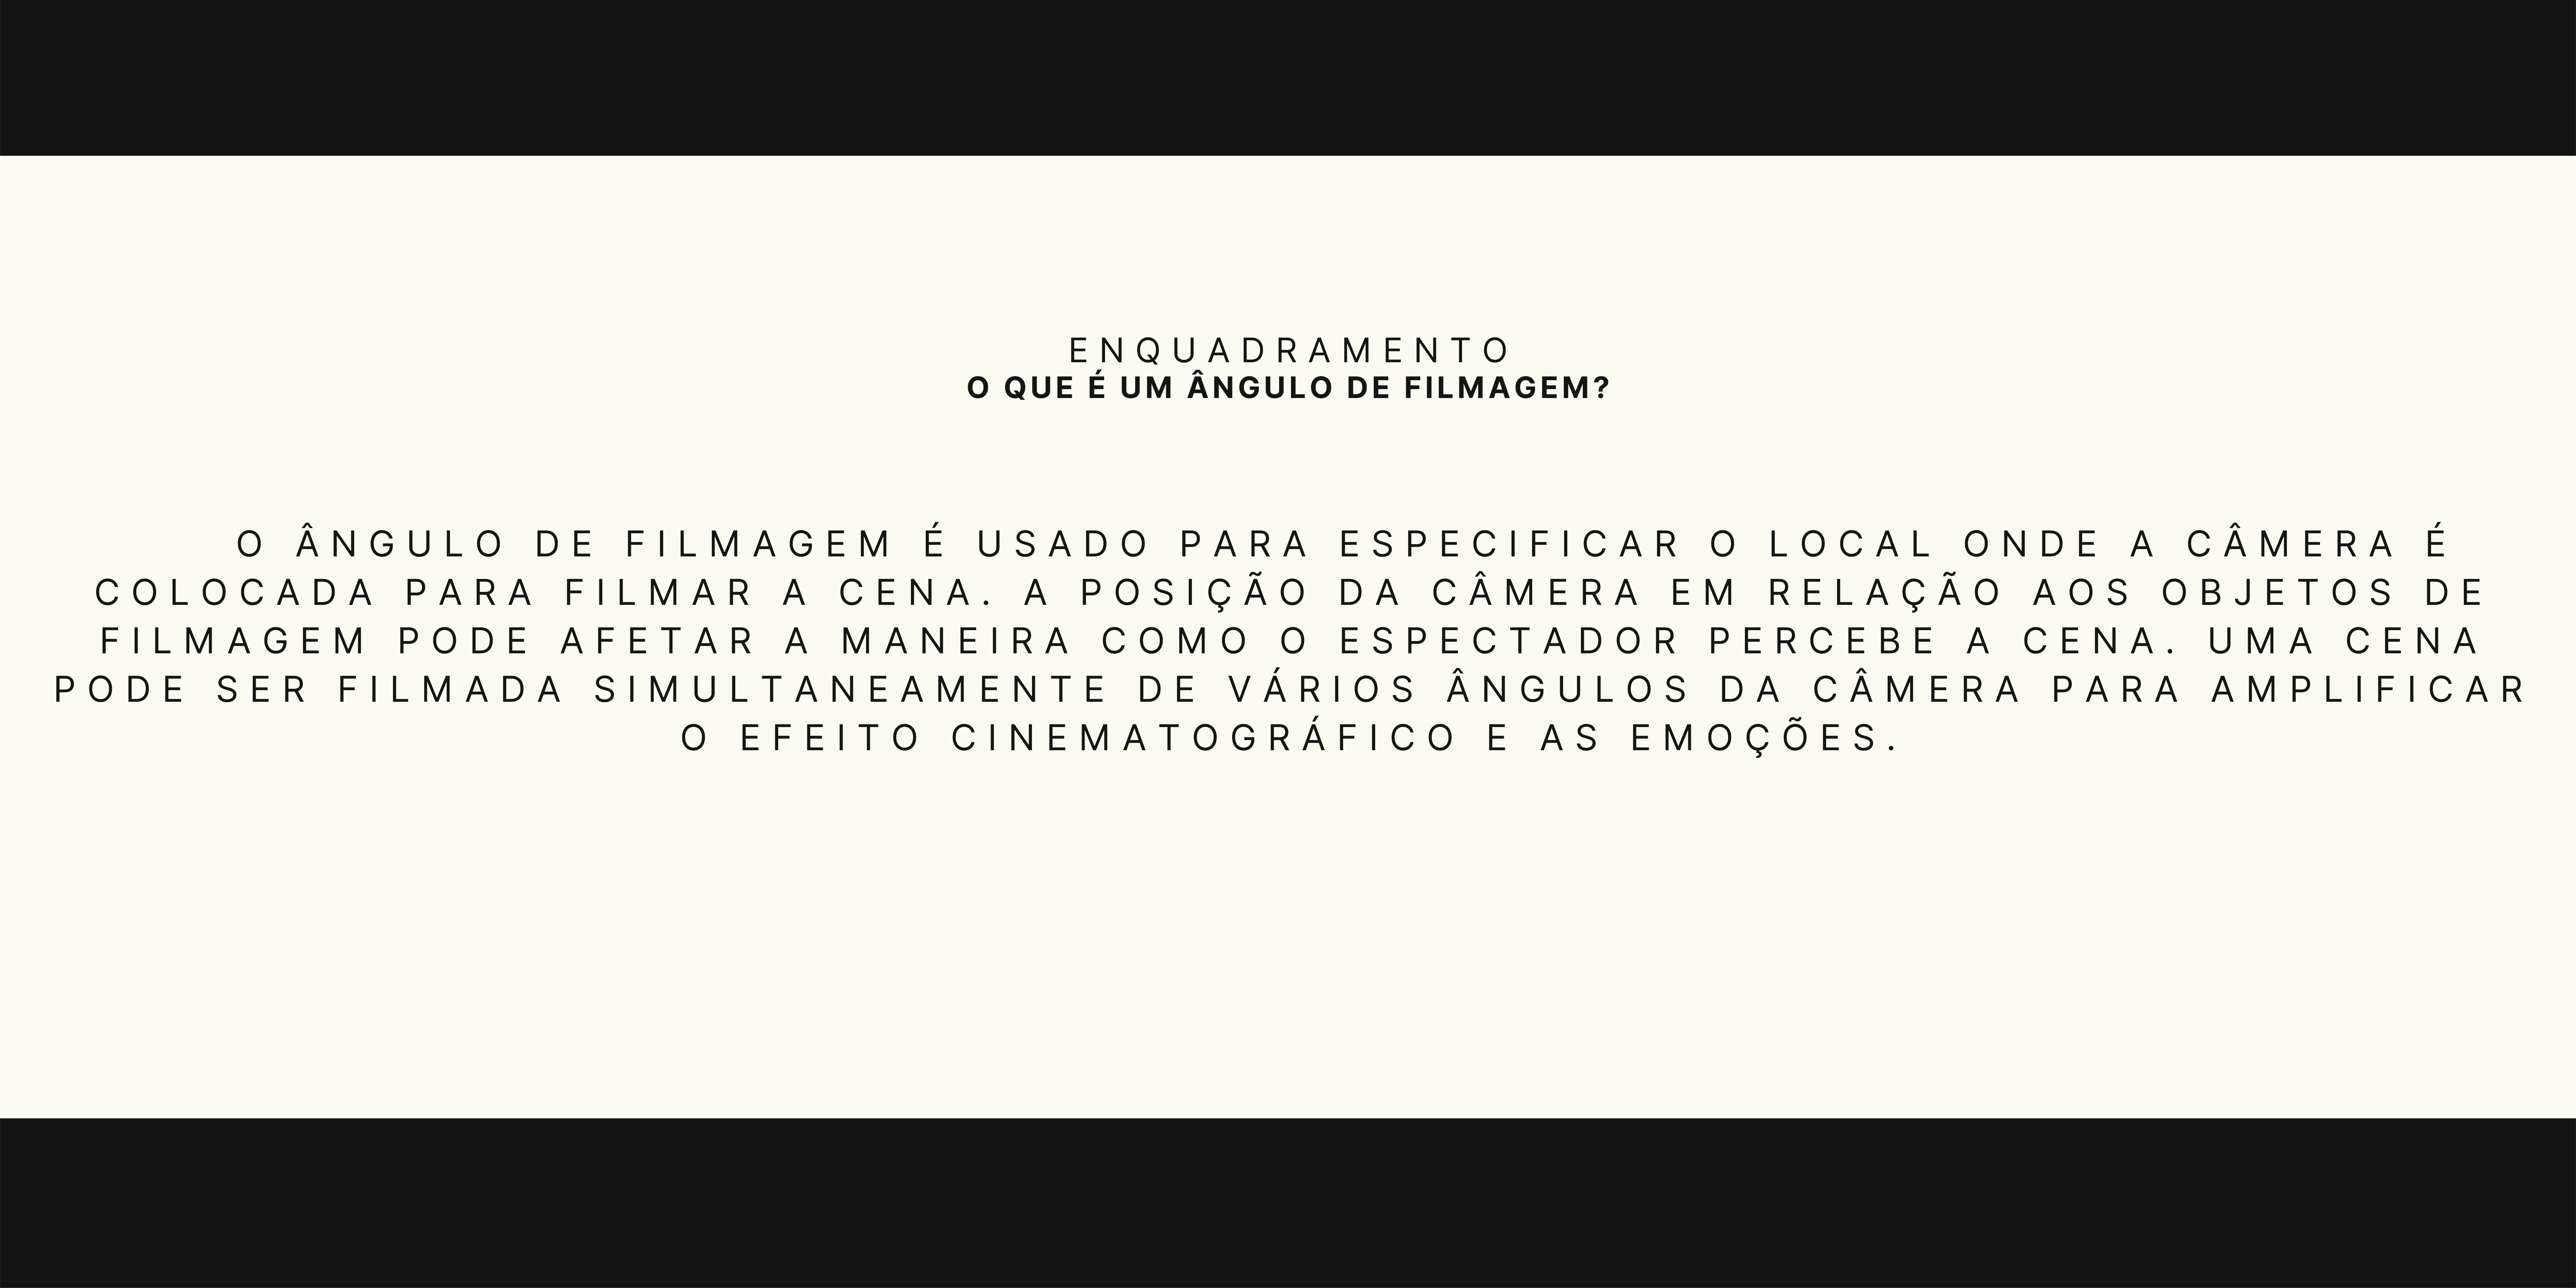 ENQUADRAMENTO
O QUE É UM ÂNGULO DE FILMAGEM?
O ÂNGULO DE FILMAGEM É USADO PARA ESPECIFICAR O LOCAL ONDE A CÂMERA É
COLOCADA PARA FILMAR A CENA. A POSIÇÃO DA CÂMERA EM RELAÇÃO AOS OBJETOS DE
FILMAGEM PODE AFETAR A MANEIRA COMO O ESPECTADOR PERCEBE A CENA. UMA CENA
PODE SER FILMADA SIMULTANEAMENTE DE VÁRIOS ÂNGULOS DA CÂMERA PARA AMPLIFICAR
O EFEITO CINEMATOGRÁFICO E AS EMOÇÕES.